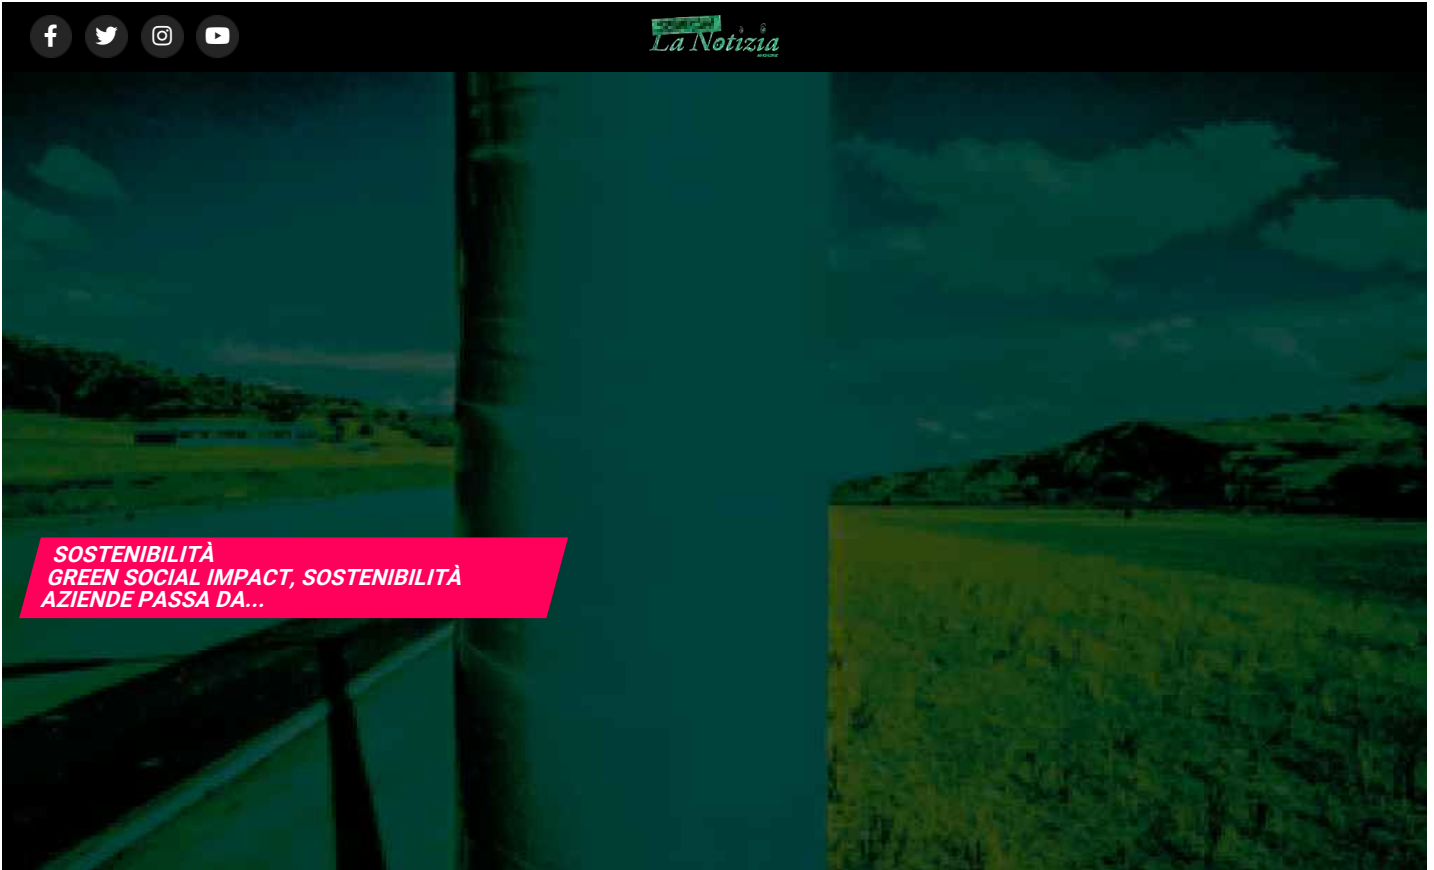 La Notizia
SOSTENIBILITÀ
GREEN SOCIAL IMPACT, SOSTENIBILITÀ
AZIENDE PASSA DA...